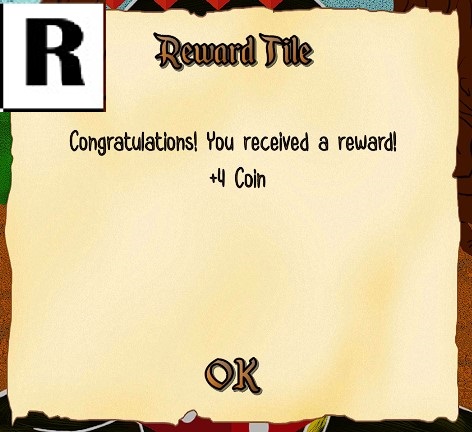 R
Reward Tile
Congratulations! You received a reward!
+4 Coin
OK